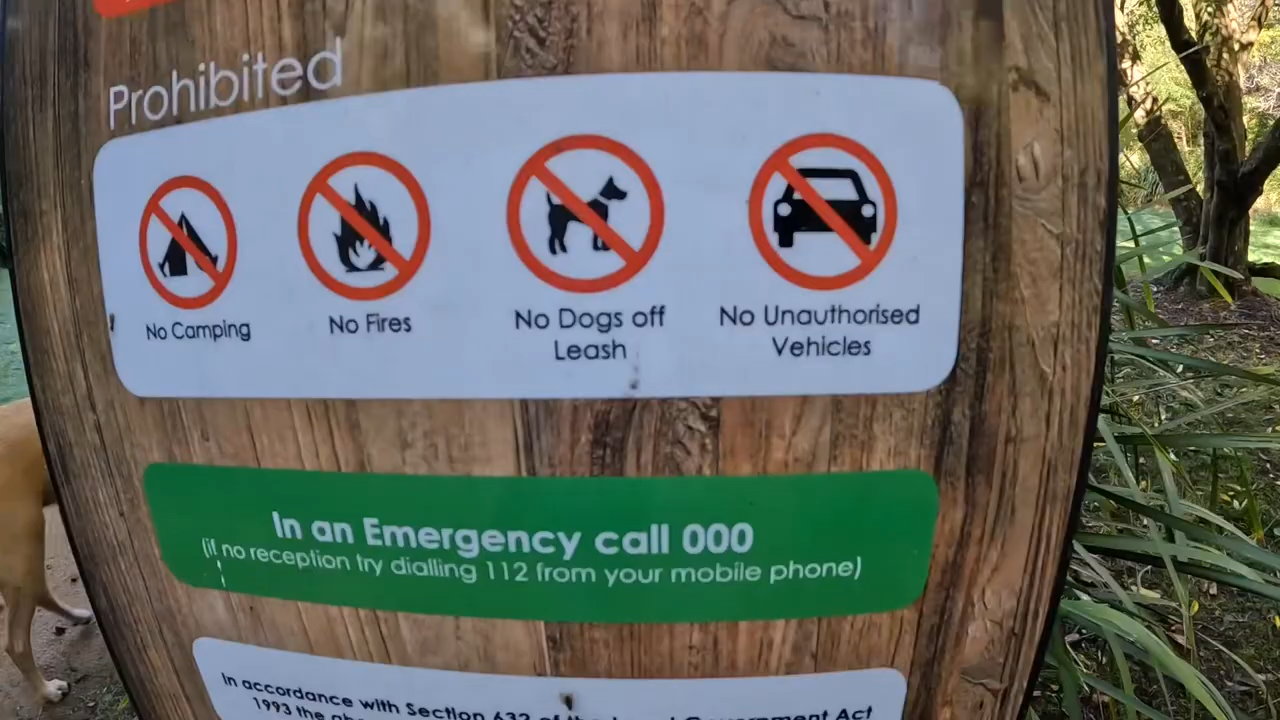 Prohibited
No Camping
No Fires
No Dogs off
Leash
No Unauthorised
Vehicles
In an Emergency call 000
(if no reception try dialling 112 from your mobile phone)
In accordance with Section 632 of the Local Government Act
1993 the